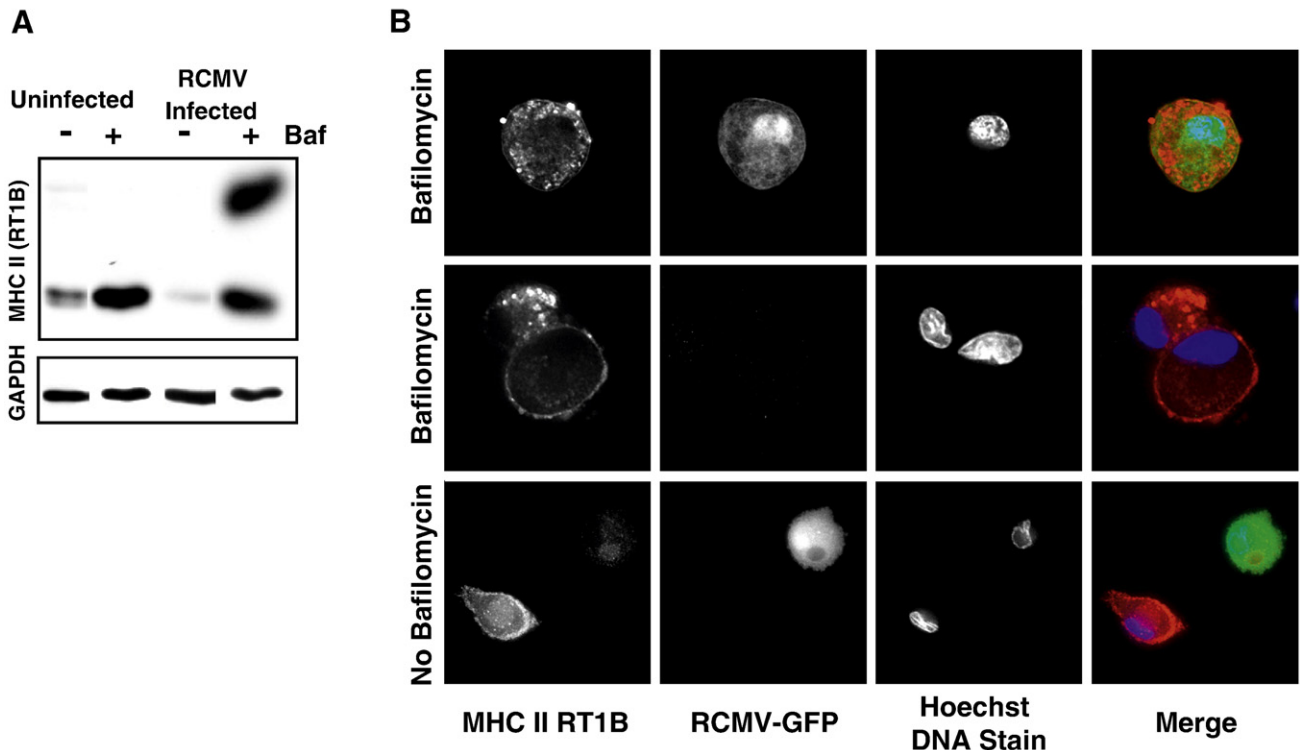 A
Uninfected
RCMV
Infected
- + - + Baf
MHC II (RT1B)
GAPDH
B
Bafilomycin
Bafilomycin
No Bafilomycin
MHC II RT1B
RCMV-GFP
Hoechst
DNA Stain
Merge